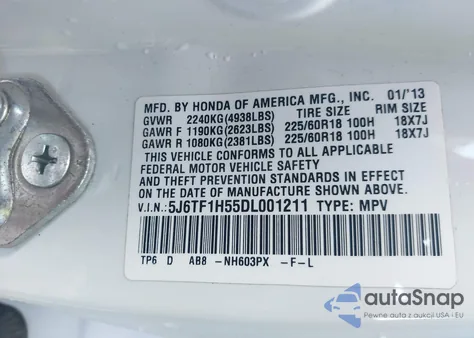 MFD. BY HONDA OF AMERICA MFG., INC. 01/'13
GVWR 2240KG(4938LBS) TIRE SIZE RIM SIZE
GAWR F 1190KG(2623LBS) 225/60R18 100H 18X7J
GAWR R 1080KG(2381LBS) 225/60R18 100H 18X7J
THIS VEHICLE CONFORMS TO ALL APPLICABLE
FEDERAL MOTOR VEHICLE SAFETY
AND BUMPER STANDARDS IN EFFECT
ON THE DATE OF MANUFACTURE SHOWN ABOVE.
V.I.N.: 5J6TF1H55DL001211 TYPE: MPV
TP6 D AB8 -NH603PX -F-L
autoSnap
Pewne auta z aukcji USA - EU